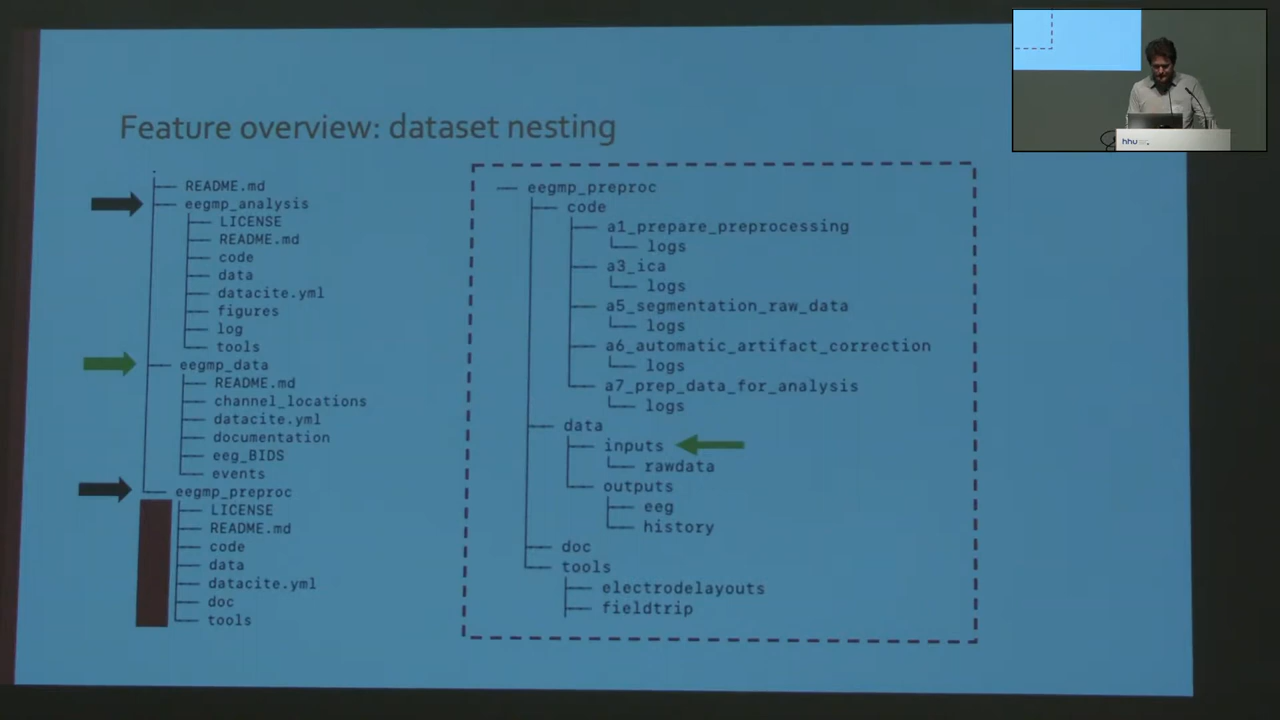 Feature overview: dataset nesting
.
README.md
eegmp_analysis
LICENSE
README.md
code
data
datacite.yml
figures
log
tools
eegmp_data
README.md
channel_locations
datacite.yml
documentation
eeg_BIDS
events
eegmp_preproc
LICENSE
README.md
code
data
datacite.yml
doc
tools
eegmp_preproc
code
a1_prepare_preprocessing
logs
a3_ica
logs
a5_segmentation_raw_data
logs
a6_automatic_artifact_correction
logs
a7_prep_data_for_analysis
logs
data
inputs
rawdata
outputs
eeg
history
doc
tools
electrodelayouts
fieldtrip
hhu